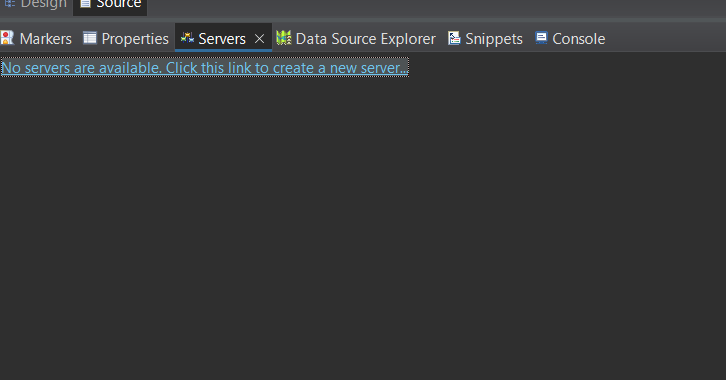 Design Source
Markers Properties Servers Data Source Explorer Snippets Console
No servers are available. Click this link to create a new server...